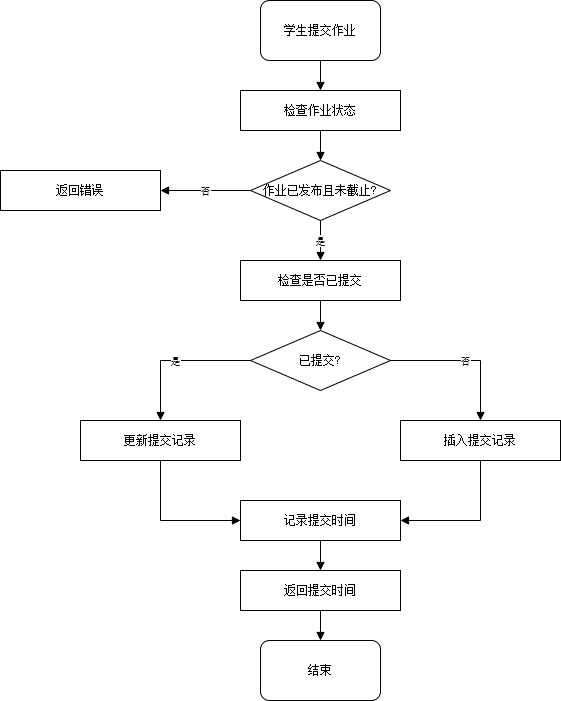 学生提交作业
检查作业状态
作业已发布且未截止?
否
返回错误
是
检查是否已提交
已提交?
是
否
更新提交记录
插入提交记录
记录提交时间
返回提交时间
结束